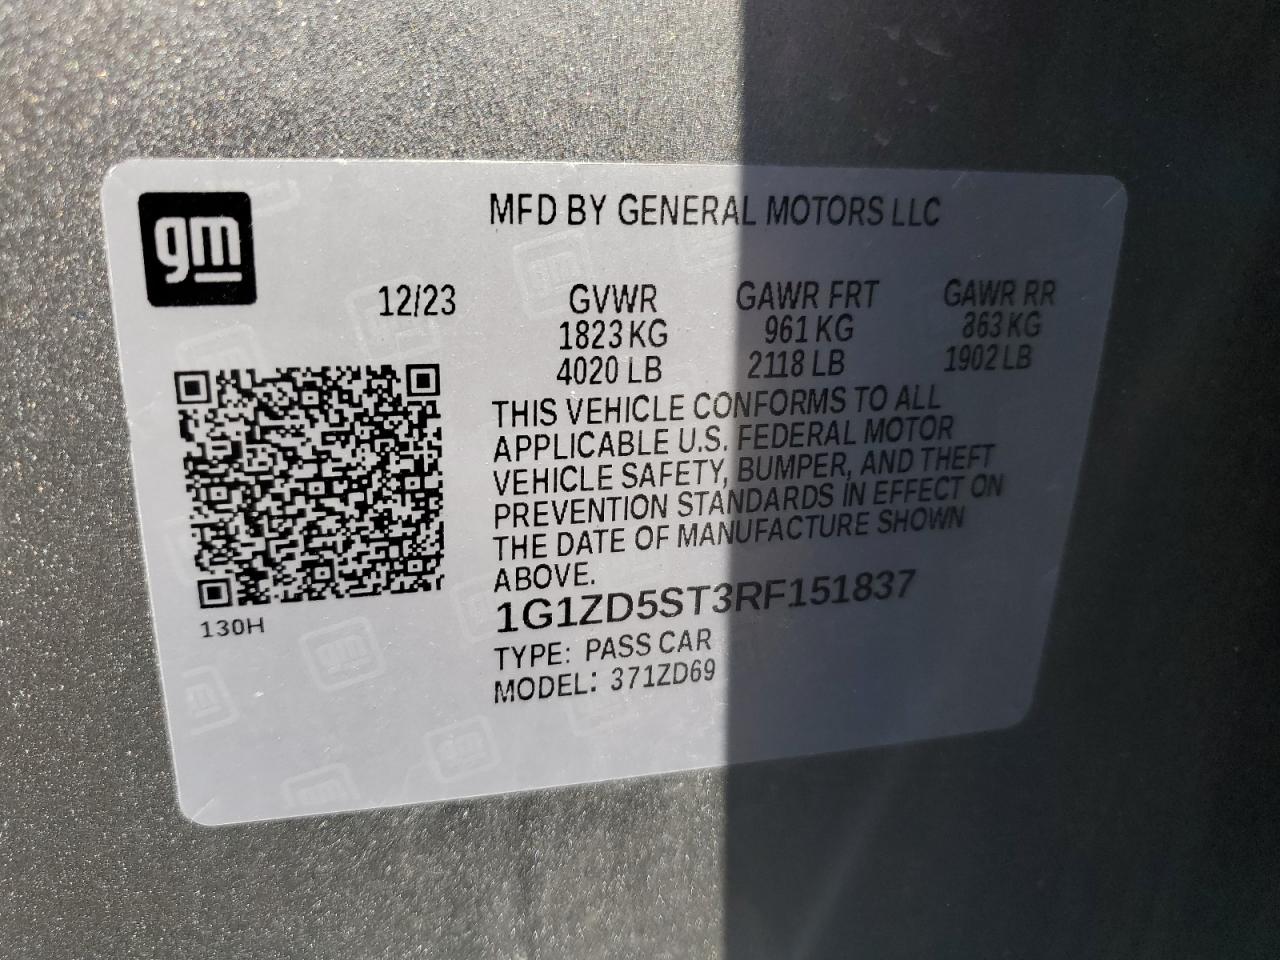 gm
MFD BY GENERAL MOTORS LLC
12/23 GVWR GAWR FRT GAWR RR
1823 KG 961 KG 863 KG
4020 LB 2118 LB 1902 LB
THIS VEHICLE CONFORMS TO ALL
APPLICABLE U.S. FEDERAL MOTOR
VEHICLE SAFETY, BUMPER, AND THEFT
PREVENTION STANDARDS IN EFFECT ON
THE DATE OF MANUFACTURE SHOWN
ABOVE.
1G1ZD5ST3RF151837
130H
TYPE: PASS CAR
MODEL: 371ZD69